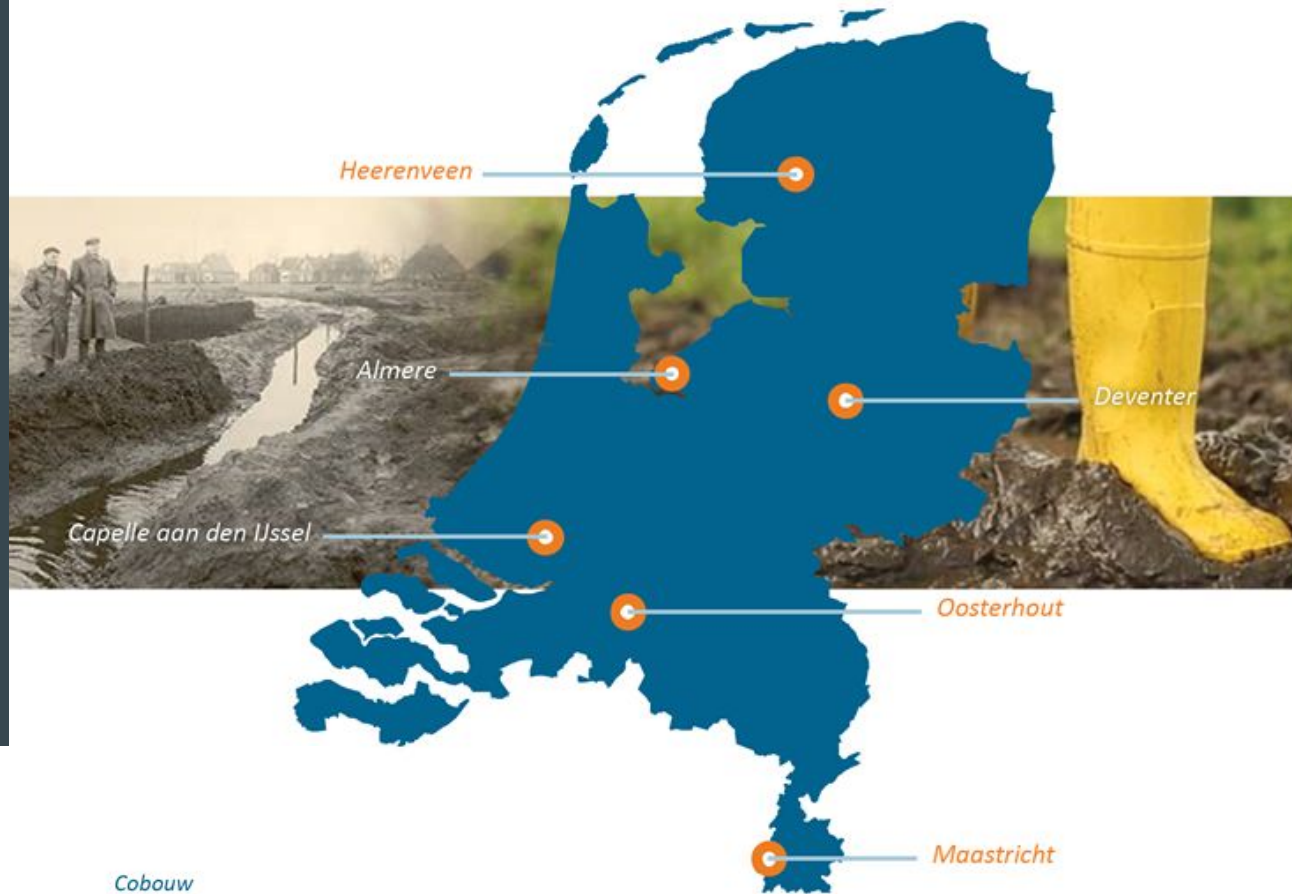 Heerenveen
Almere
Deventer
Capelle aan den IJssel
Oosterhout
Maastricht
Cobouw